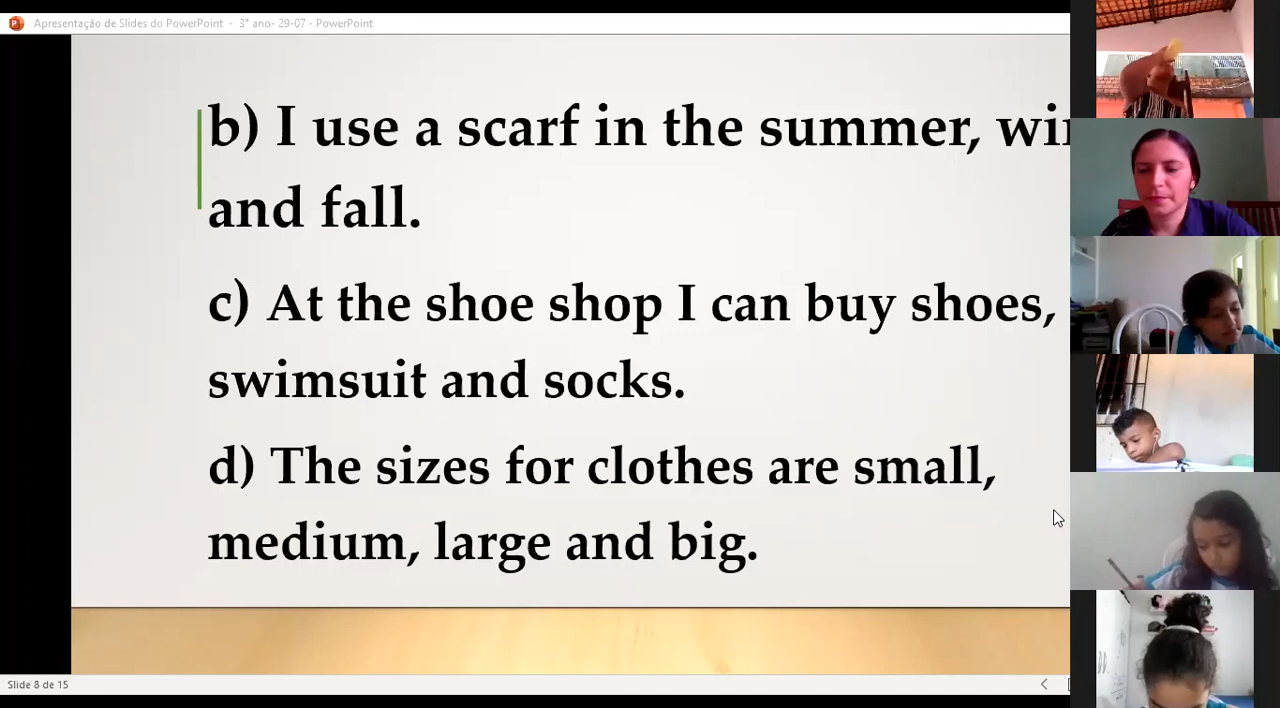 Apresentação de Slides do PowerPoint - 3° ano- 29-07 - PowerPoint
b) I use a scarf in the summer,
and fall.
c) At the shoe shop I can buy shoes,
swimsuit and socks.
d) The sizes for clothes are small,
medium, large and big.
Slide 8 de 15